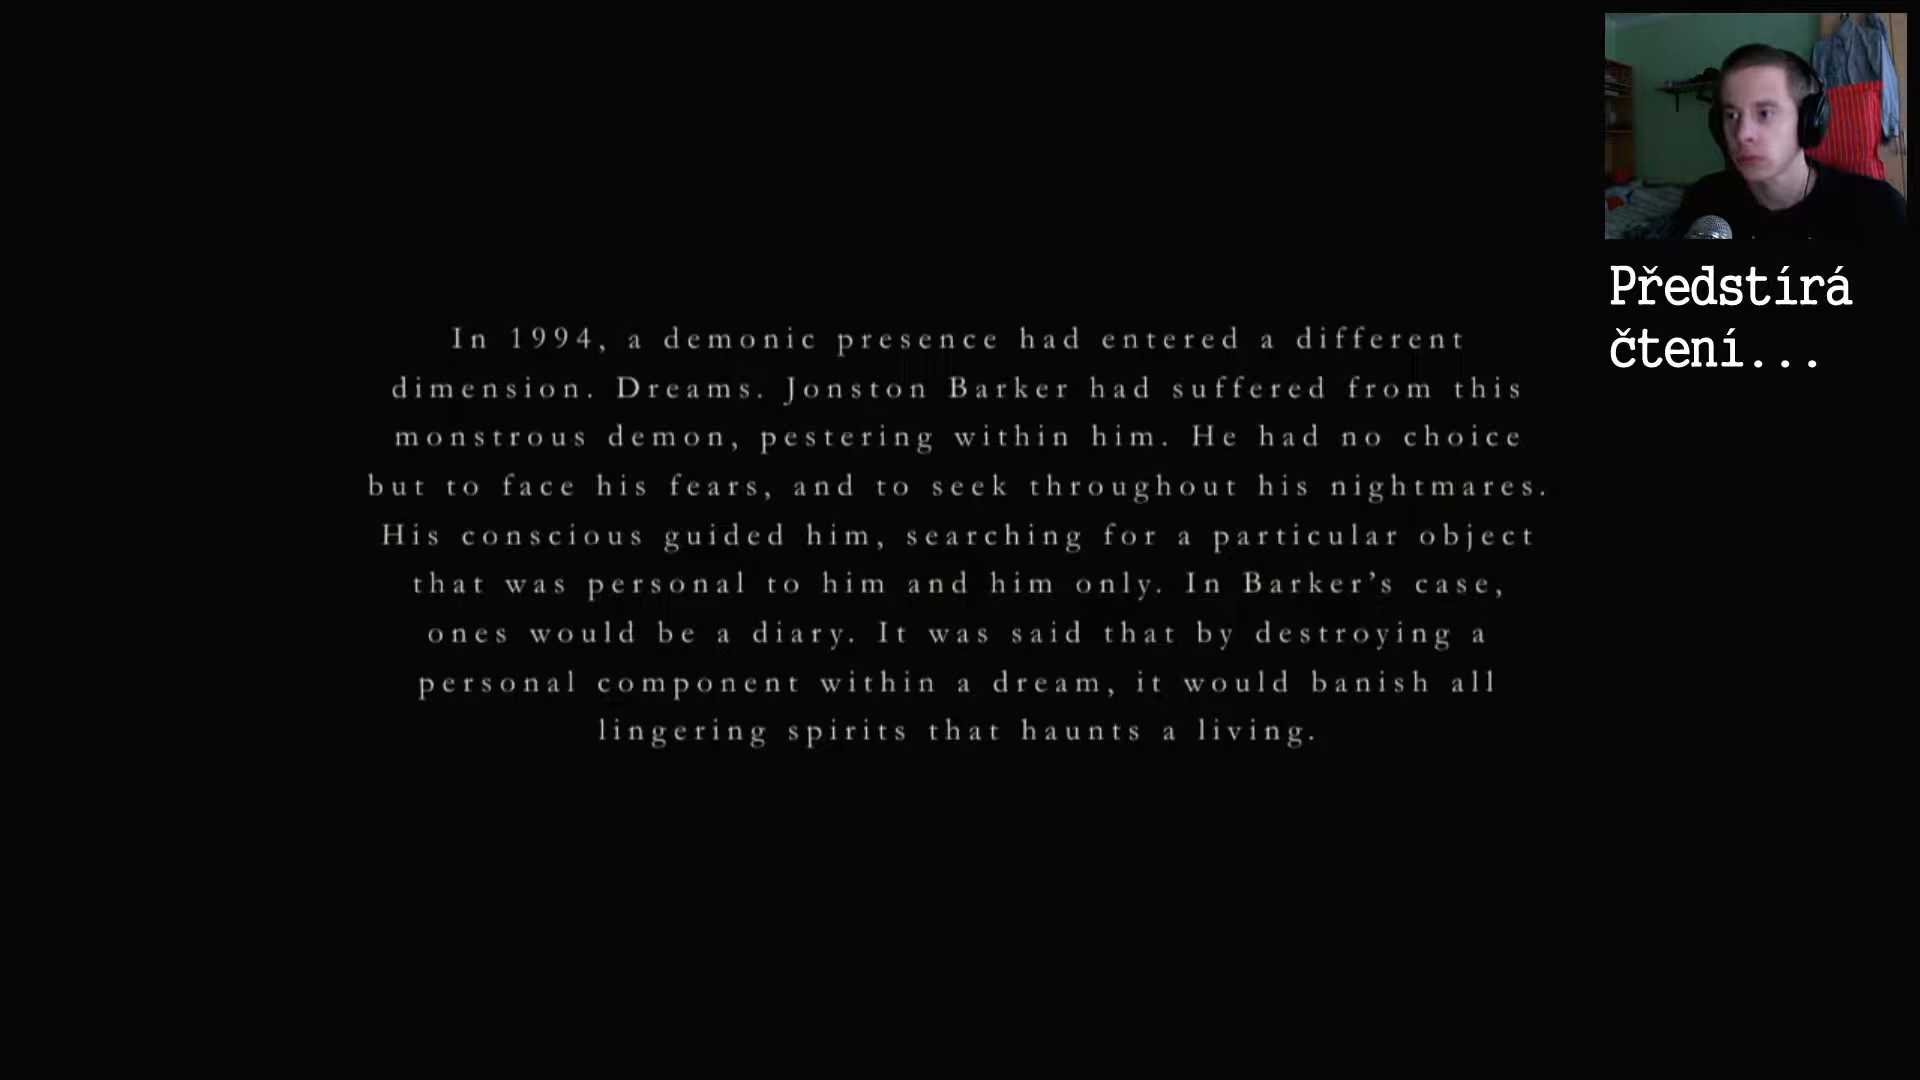 In 1994, a demonic presence had entered a different
dimension. Dreams. Jonston Barker had suffered from this
monstrous demon, pestering within him. He had no choice
but to face his fears, and to seek throughout his nightmares.
His conscious guided him, searching for a particular object
that was personal to him and him only. In Barker’s case,
ones would be a diary. It was said that by destroying a
personal component within a dream, it would banish all
lingering spirits that haunts a living.
Předstírá
čtení...